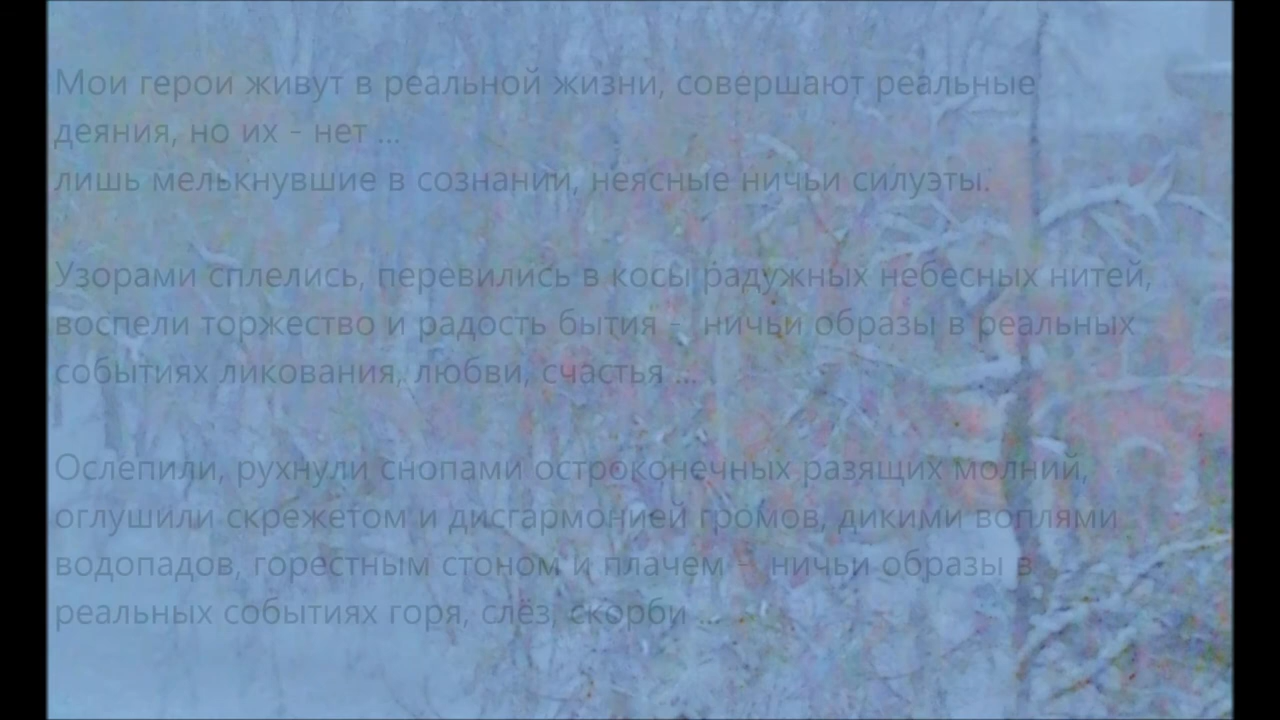 Мои герои живут в реальной жизни, совершают реальные
деяния, но их - нет ...
лишь мелькнувшие в сознании, неясные ничьи силуэты.
Узорами сплелись, перевились в косы радужных небесных нитей,
воспели торжество и радость бытия - ничьи образы в реальных
событиях ликования, любви, счастья ...
Ослепили, рухнули снопами остроконечных разящих молний,
оглушили скрежетом и дисгармонией громов, дикими воплями
водопадов, горестным стоном и плачем - ничьи образы в
реальных событиях горя, слёз, скорби ...